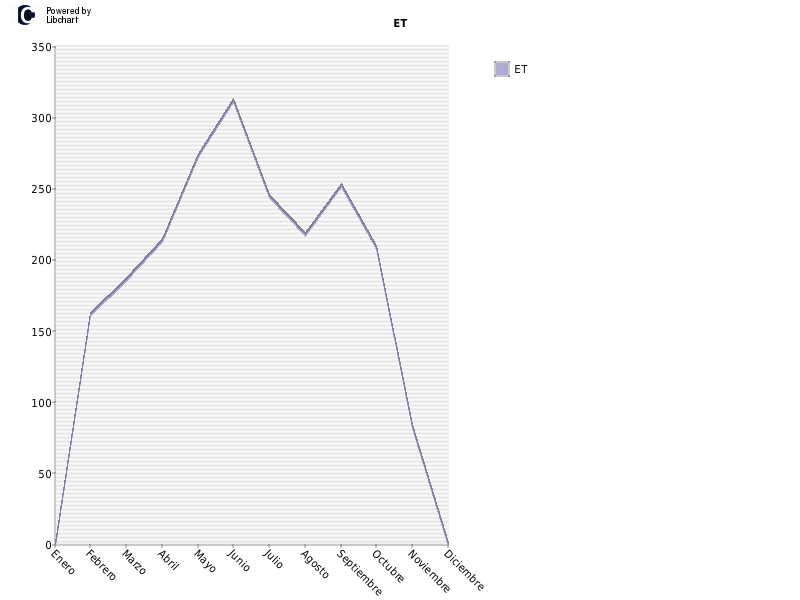 Powered by
Libchart
ET
ET
350
300
250
200
150
100
50
0
Enero
Febrero
Marzo
Abril
Mayo
Junio
Julio
Agosto
Septiembre
Octubre
Noviembre
Diciembre